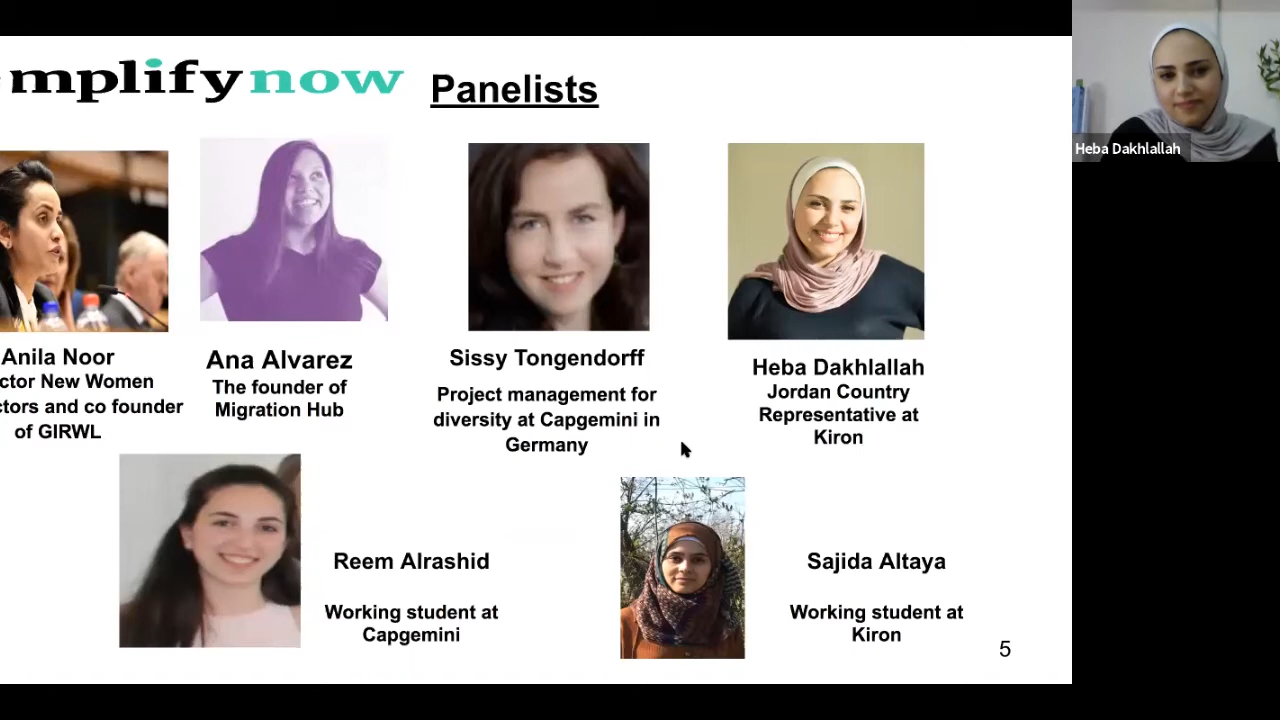 mplifynow
Panelists
Heba Dakhlallah
Anila Noor
ctor New Women
ctors and co founder
of GIRWL
Ana Alvarez
The founder of
Migration Hub
Sissy Tongendorff
Project management for
diversity at Capgemini in
Germany
Heba Dakhlallah
Jordan Country
Representative at
Kiron
Reem Alrashid
Working student at
Capgemini
Sajida Altaya
Working student at
Kiron
5